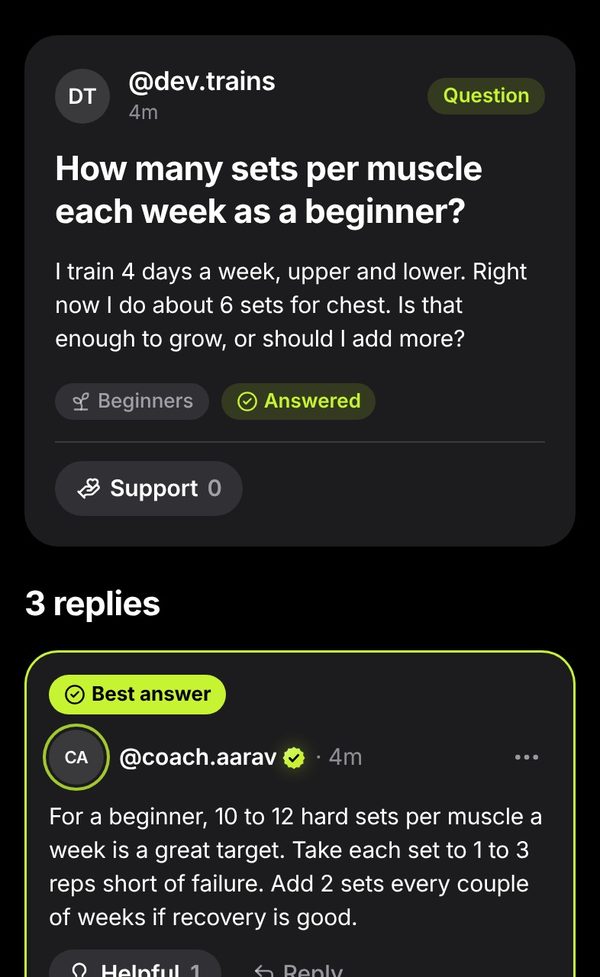 DT
@dev.trains
4m
Question
How many sets per muscle
each week as a beginner?
I train 4 days a week, upper and lower. Right
now I do about 6 sets for chest. Is that
enough to grow, or should I add more?
Beginners
Answered
Support 0
3 replies
Best answer
CA
@coach.aarav · 4m
For a beginner, 10 to 12 hard sets per muscle a
week is a great target. Take each set to 1 to 3
reps short of failure. Add 2 sets every couple
of weeks if recovery is good.
Helpful 1
Reply